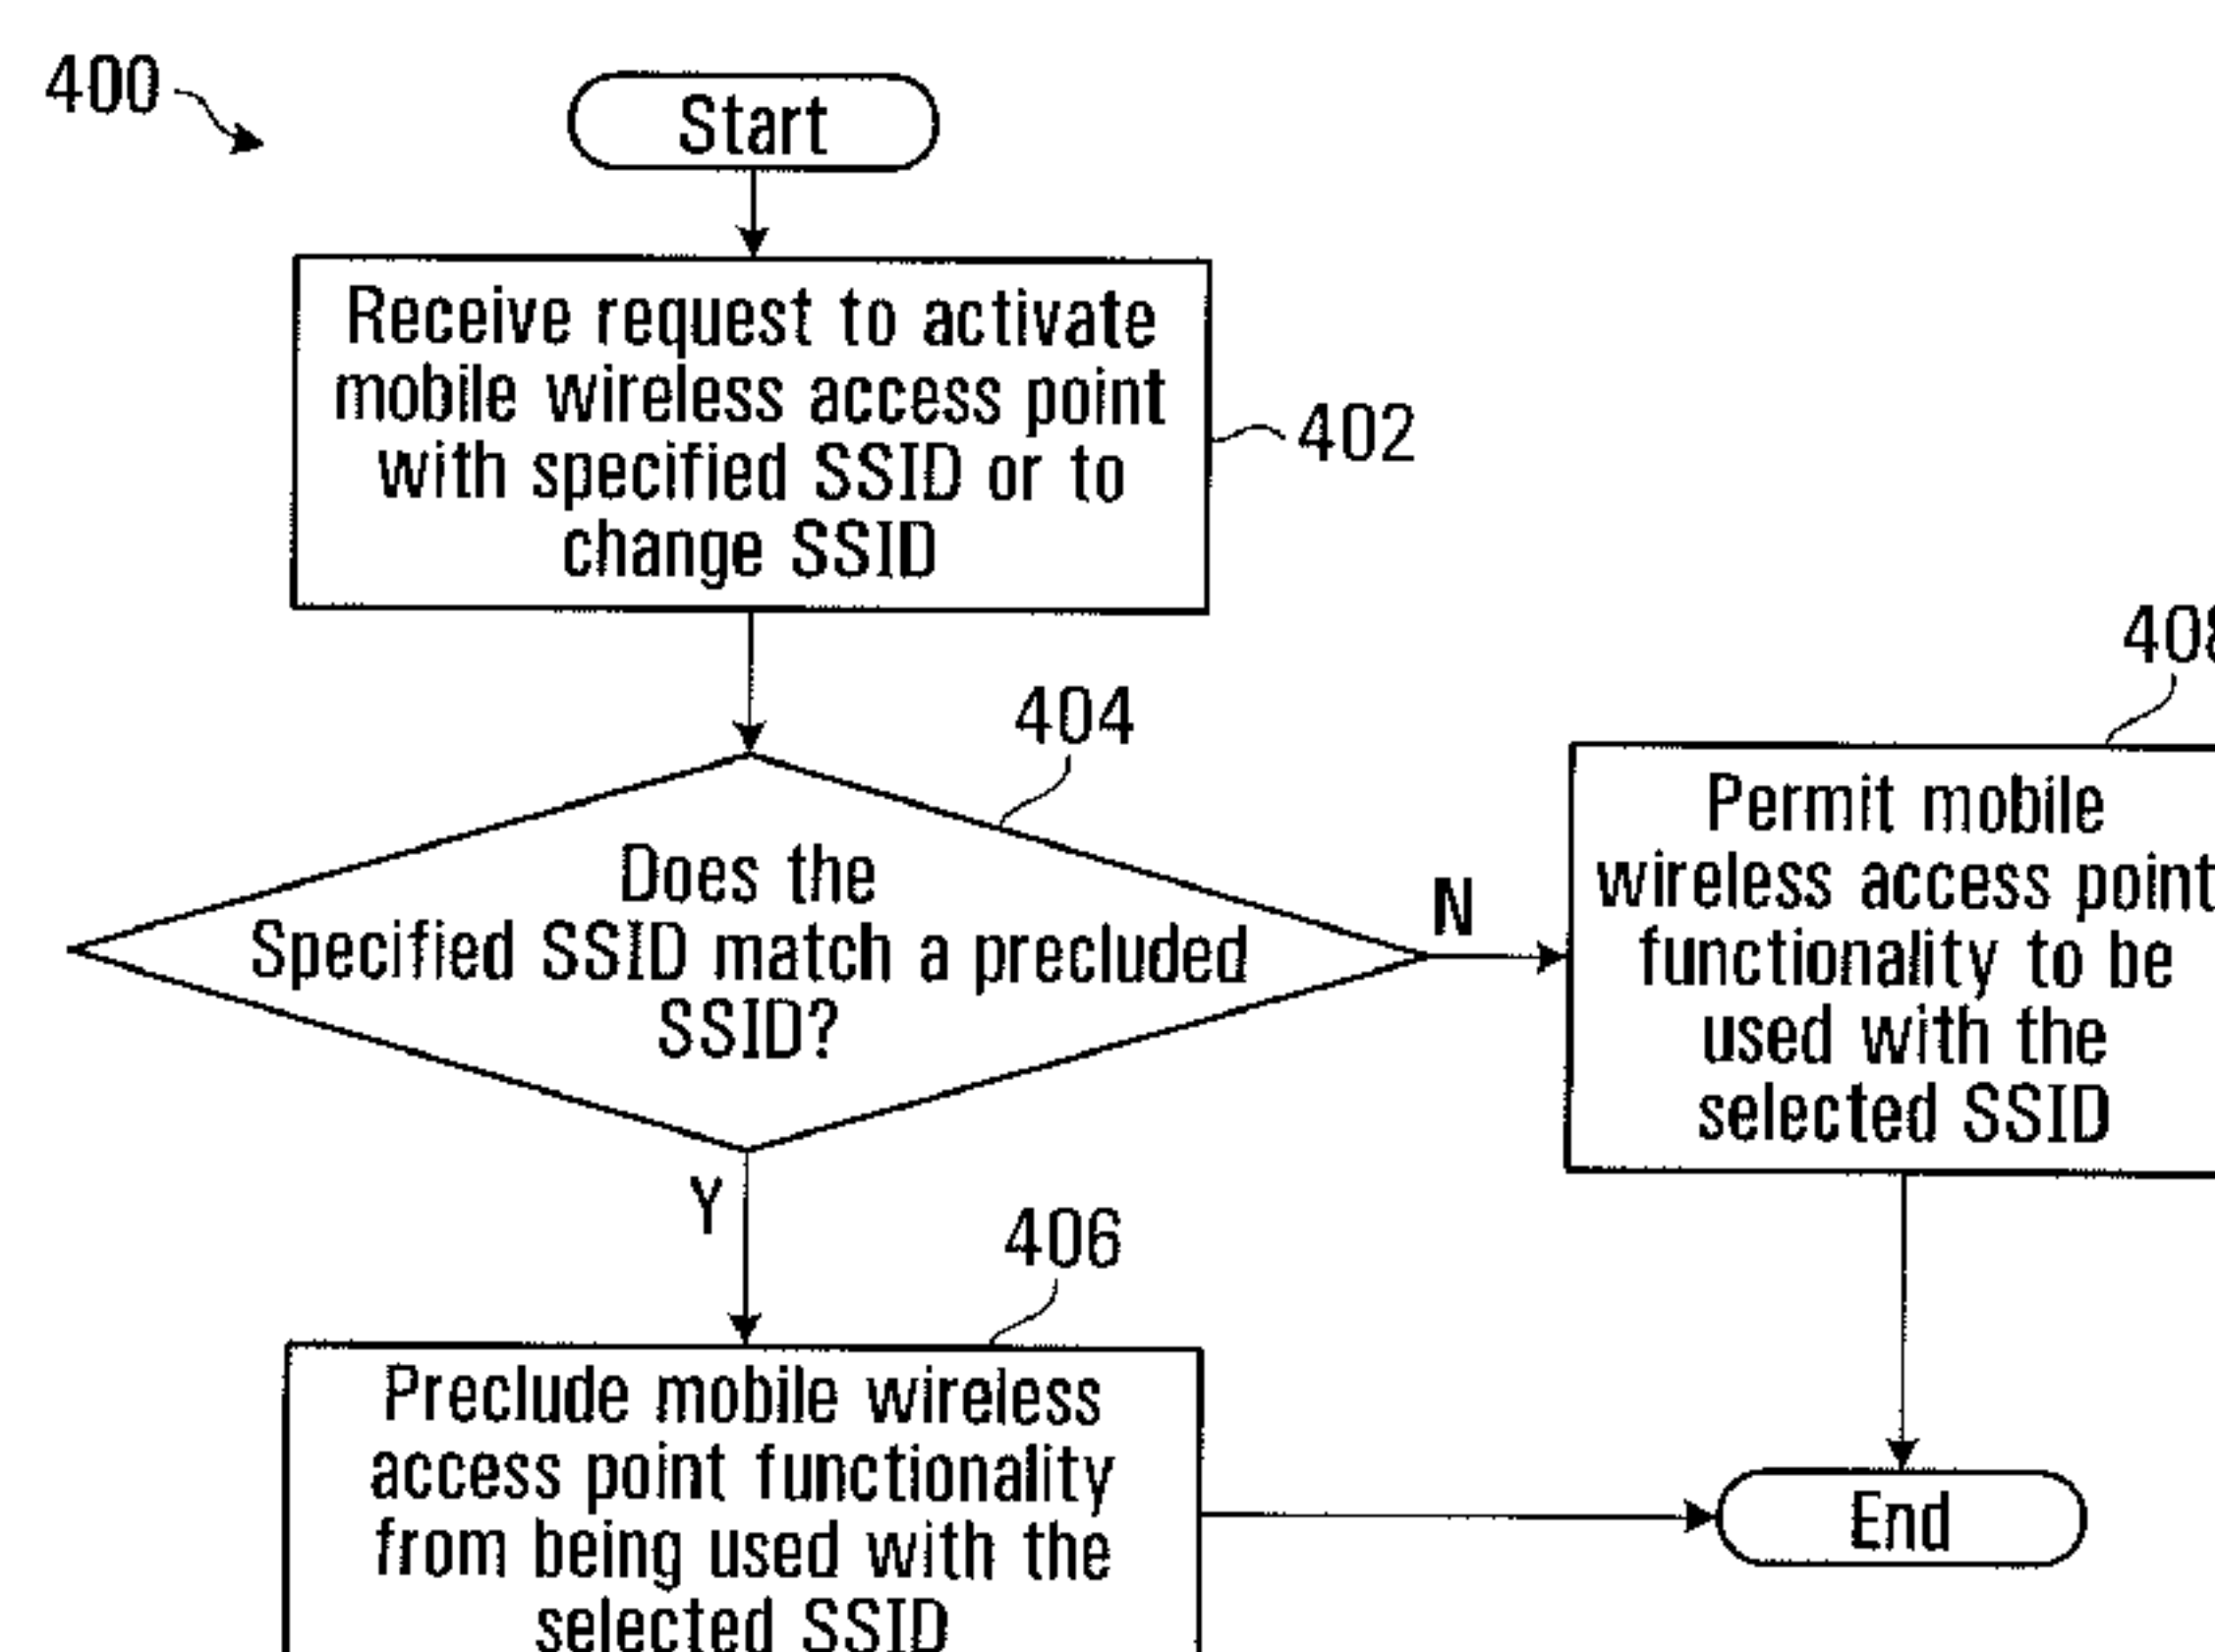 400
Start
Receive request to activate
mobile wireless access point
with specified SSID or to
change SSID
402
404
Does the
Specified SSID match a precluded
SSID?
N
Y
408
Permit mobile
wireless access point
functionality to be
used with the
selected SSID
406
Preclude mobile wireless
access point functionality
from being used with the
selected SSID
End